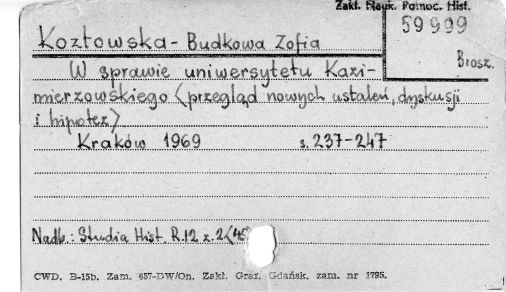 Zakł. Nauk. Pomoc. Hist.
59999
Brosz.
Kozłowska - Budkowa Zofia
W sprawie uniwersytetu Kazi-
mierzowskiego <przegląd nowych ustaleń, dyskusji
i hipotez>
Kraków 1969 s. 237-247
Nadb.: Studia Hist. R.12 z. 2<45
CWD. B-15b. Zam. 657-DW/On. Zakł. Graf. Gdańsk, zam. nr 1795.